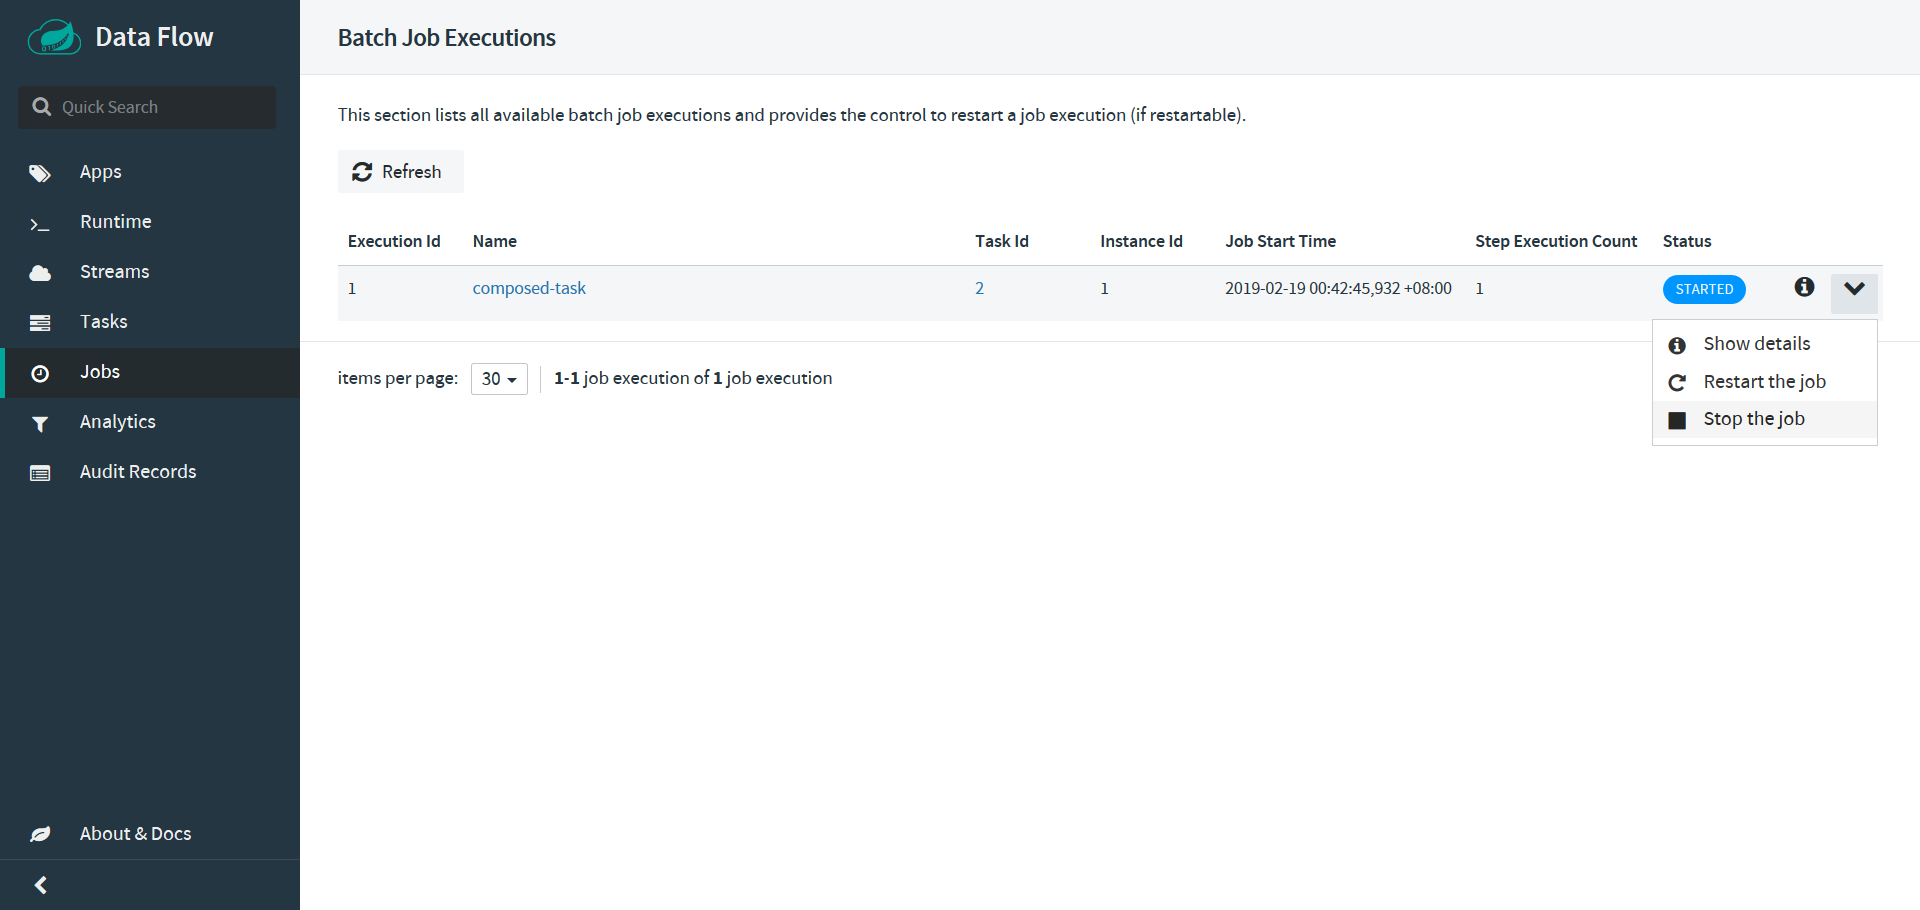 Data Flow
Quick Search
Apps
Runtime
Streams
Tasks
Jobs
Analytics
Audit Records
About & Docs
Batch Job Executions
This section lists all available batch job executions and provides the control to restart a job execution (if restartable).
Refresh
Execution Id Name Task Id Instance Id Job Start Time Step Execution Count Status
1 composed-task 2 1 2019-02-19 00:42:45,932 +08:00 1 STARTED
Show details
Restart the job
Stop the job
items per page: 30 1-1 job execution of 1 job execution